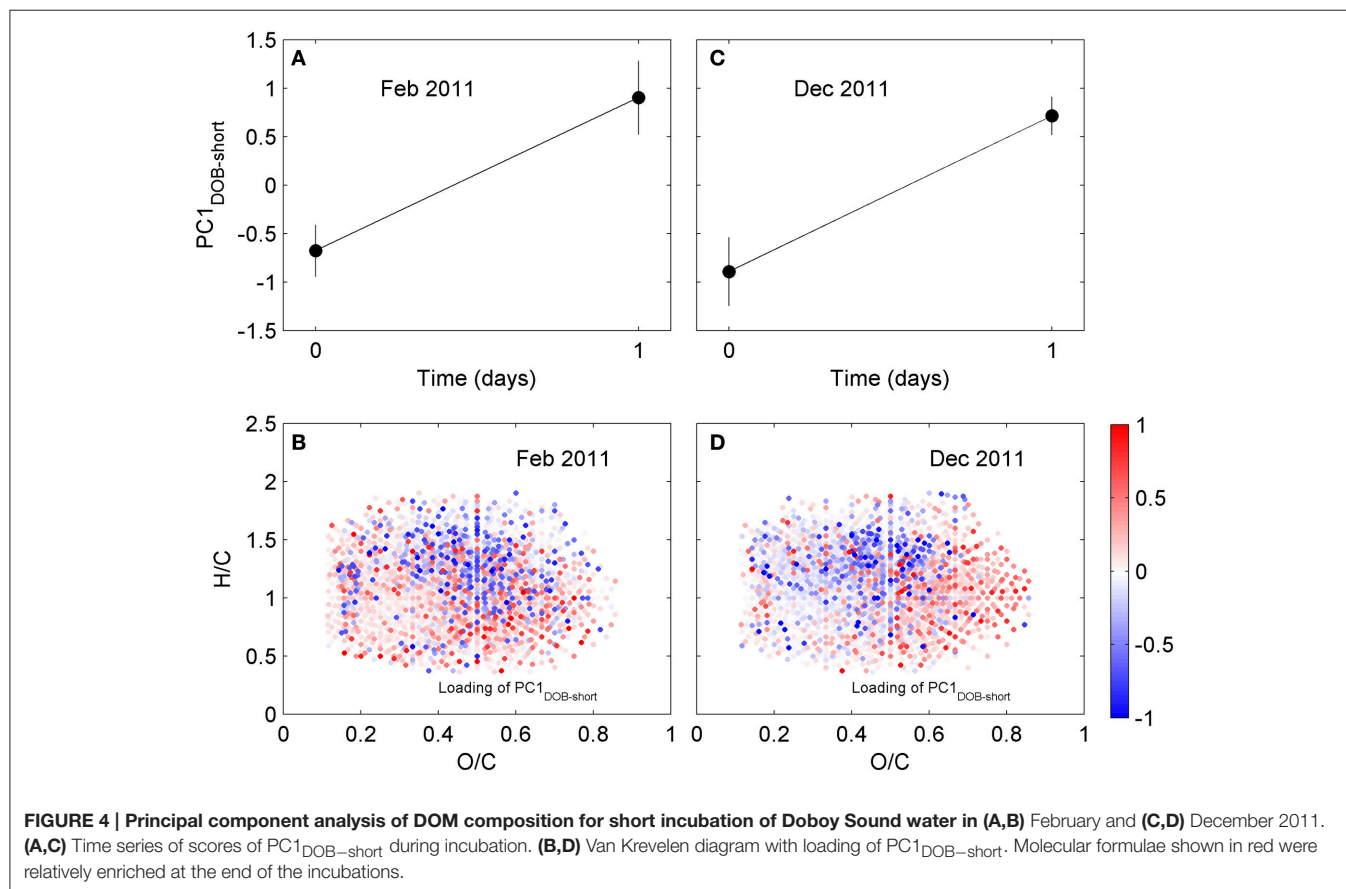 A
Feb 2011
1.5
1
0.5
0
-0.5
-1
-1.5
PC1DOB-short
0
1
Time (days)
C
Dec 2011
0
1
Time (days)
B
Feb 2011
2.5
2
1.5
1
0.5
0
H/C
Loading of PC1DOB-short
0
0.2
0.4
0.6
0.8
1
O/C
D
Dec 2011
Loading of PC1DOB-short
0.2
0.4
0.6
0.8
1
O/C
1
0.5
0
-0.5
-1
FIGURE 4 | Principal component analysis of DOM composition for short incubation of Doboy Sound water in (A,B) February and (C,D) December 2011.
(A,C) Time series of scores of PC1DOB−short during incubation. (B,D) Van Krevelen diagram with loading of PC1DOB−short. Molecular formulae shown in red were
relatively enriched at the end of the incubations.